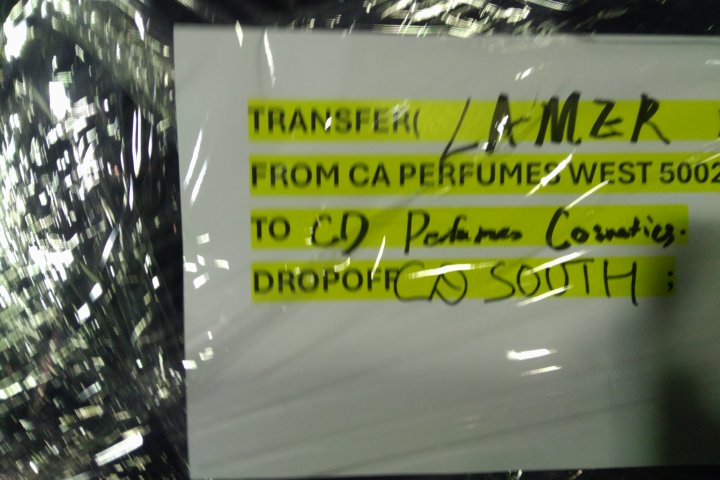 TRANSFER( LAMER
FROM CA PERFUMES WEST 5002
TO CD Perfumes Cosmetics.
DROPOFF CD SOUTH ;